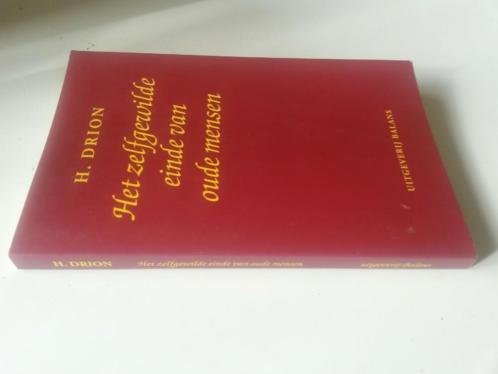 H. DRION
Het zelfgewilde
einde van
oude mensen
UITGEVERIJ BALANS
H. DRION Het zelfgewilde einde van oude mensen uitgeverij Balans